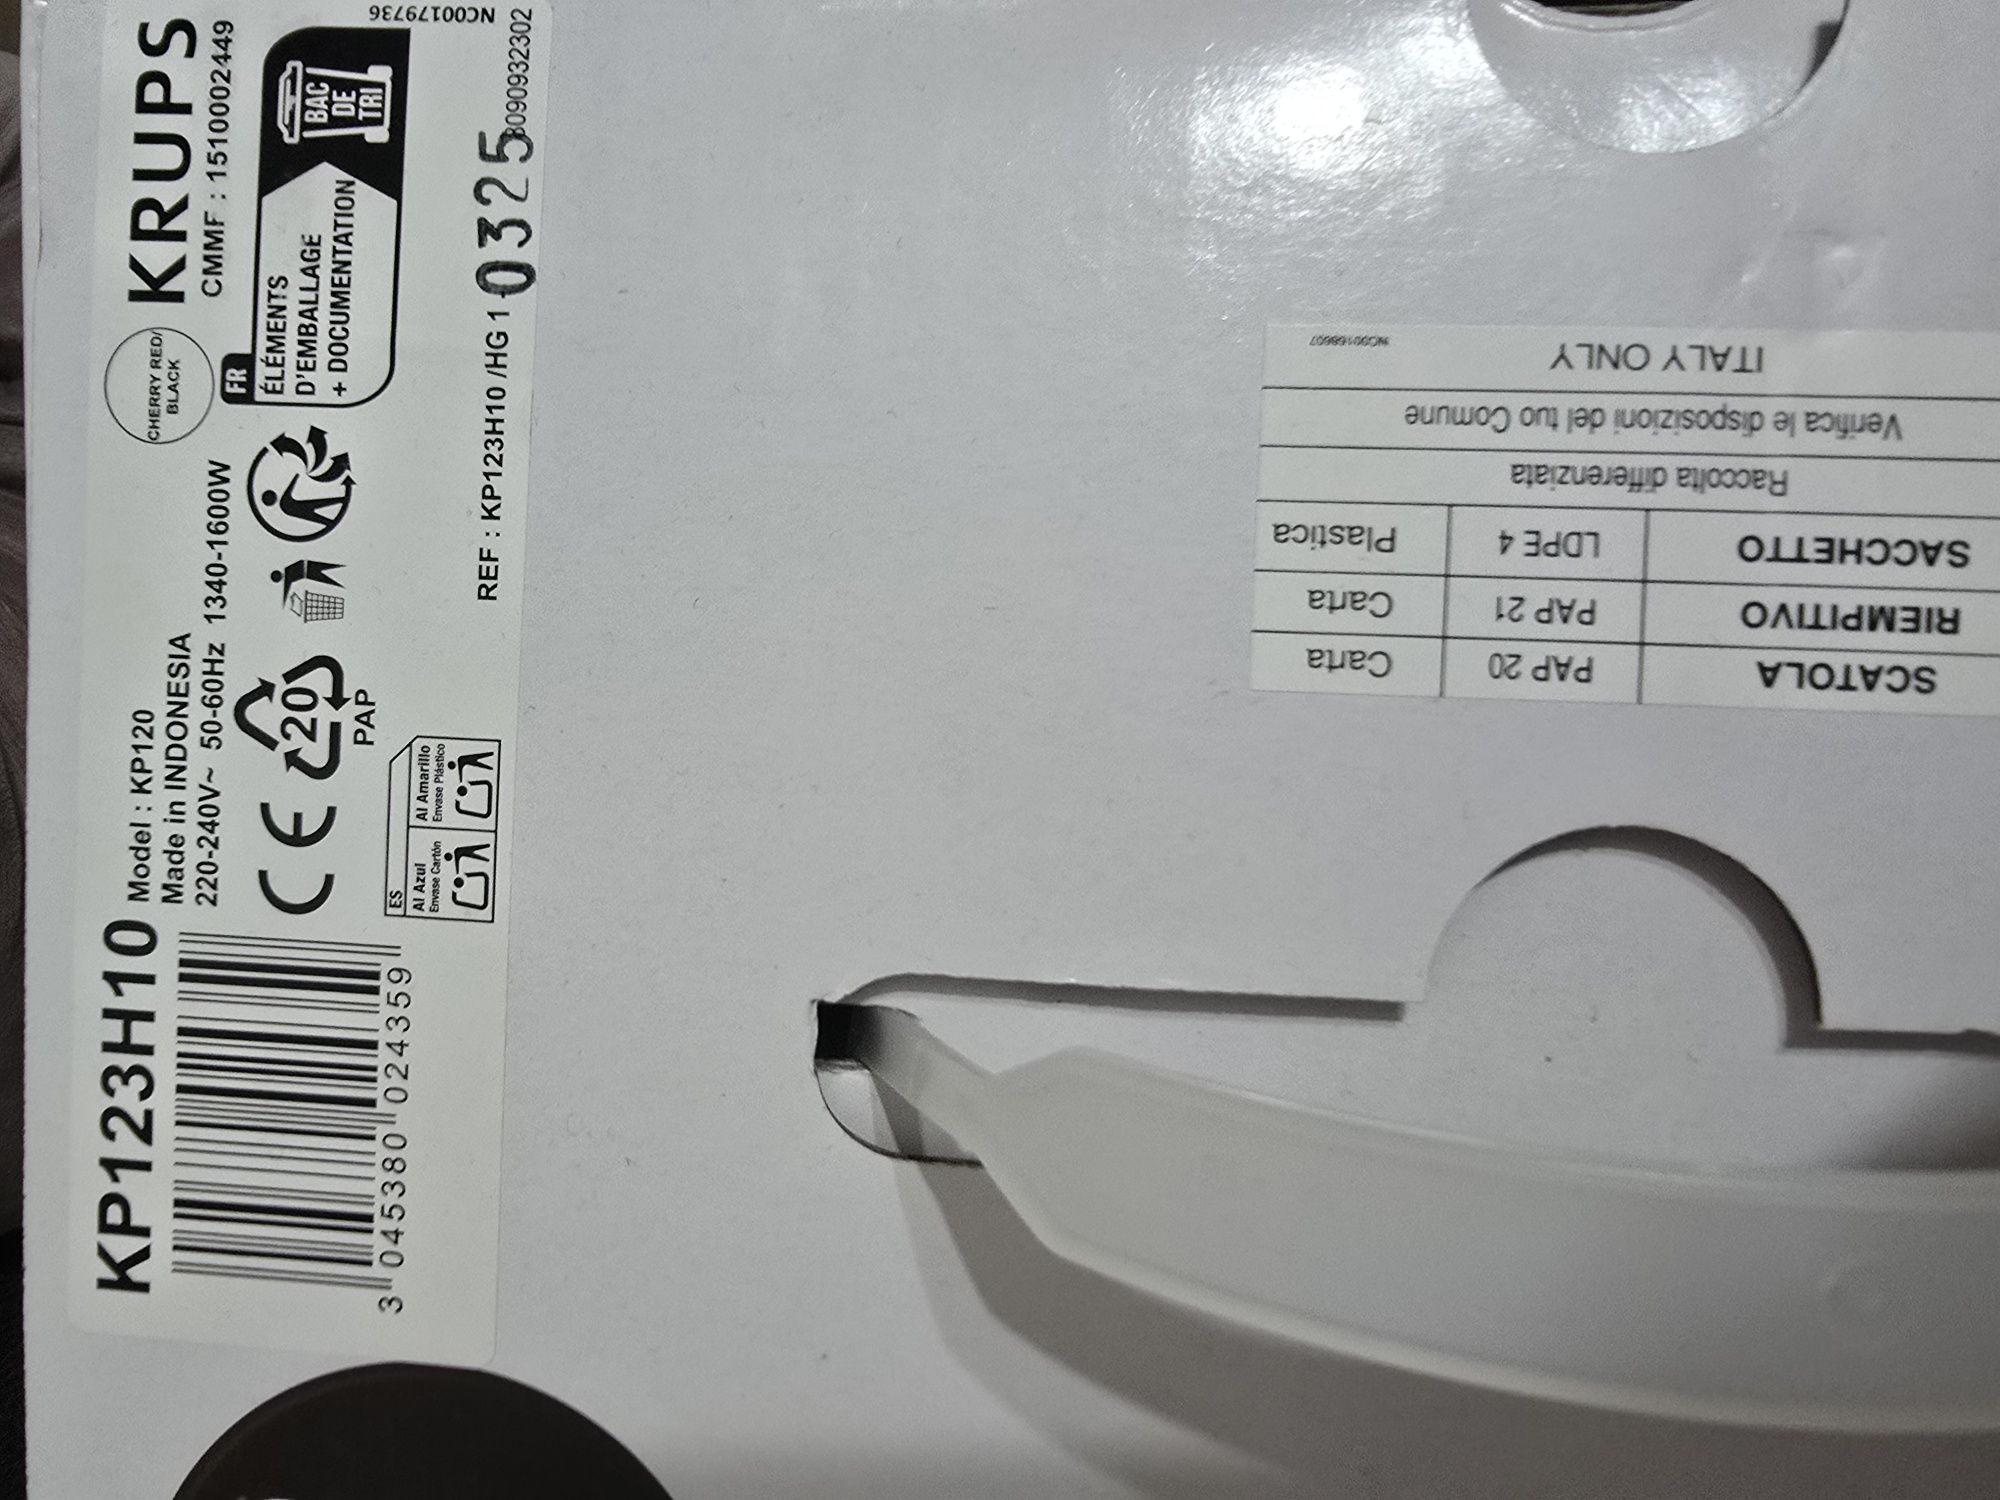 KP123H10
Model : KP120
Made in INDONESIA
220-240V~ 50-60Hz 1340-1600W
CHERRY RED/
BLACK
KRUPS
CMMF : 1510002449
3 045380 024359
CE
20
PAP
FR
ÉLÉMENTS
D'EMBALLAGE
+ DOCUMENTATION
BAC
DE
TRI
NC00179736
ES
Al Azul
Envase Cartón
Al Amarillo
Envase Plástico
REF : KP123H10 /HG1
0325
8090932302
SCATOLA PAP 20 Carta
RIEMPITIVO PAP 21 Carta
SACCHETTO LDPE 4 Plastica
Raccolta differenziata
Verifica le disposizioni del tuo Comune
ITALY ONLY